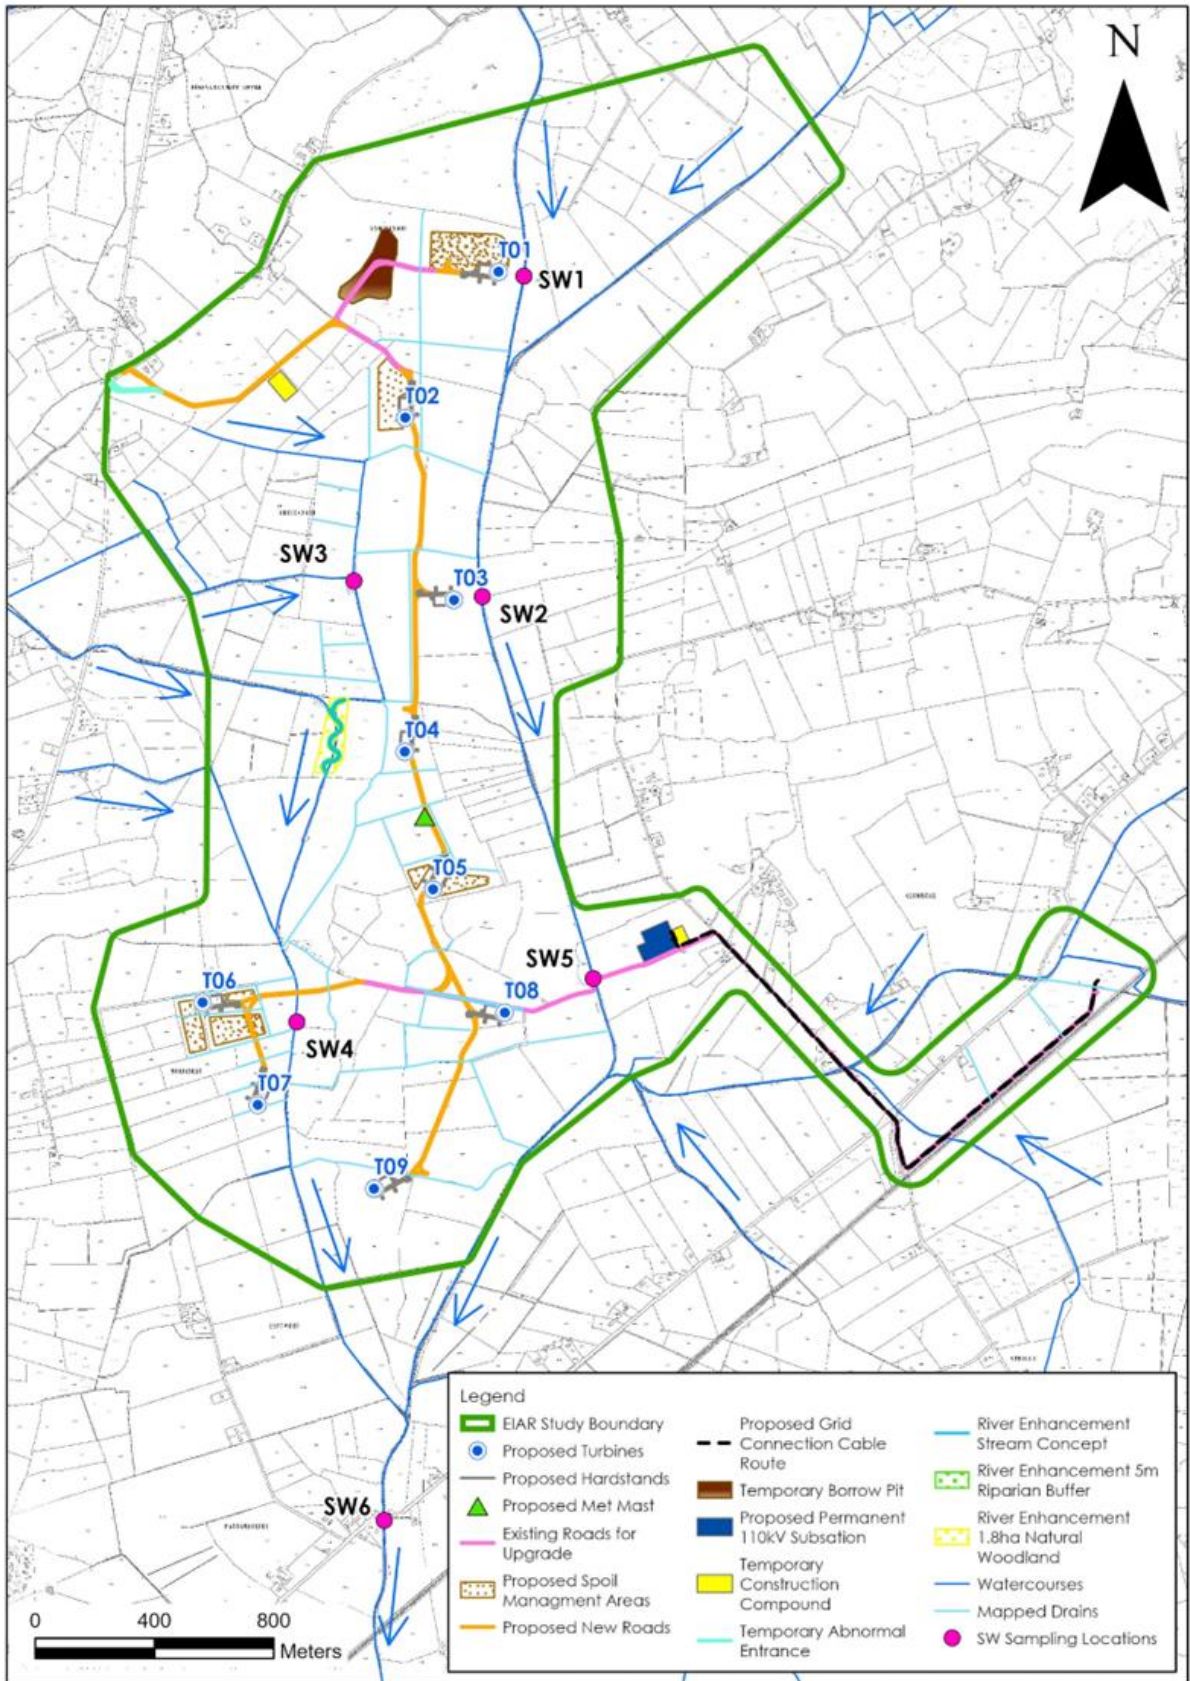 N
T01
SW1
T02
SW3
T03
SW2
T04
T05
SW5
T06
T08
SW4
T07
T09
SW6
0 400 800
Meters
Legend
EIAR Study Boundary
Proposed Turbines
Proposed Hardstands
Proposed Met Mast
Existing Roads for
Upgrade
Proposed Spoil
Managment Areas
Proposed New Roads
Proposed Grid
Connection Cable
Route
Temporary Borrow Pit
Proposed Permanent
110kV Subsation
Temporary
Construction
Compound
Temporary Abnormal
Entrance
River Enhancement
Stream Concept
River Enhancement 5m
Riparian Buffer
River Enhancement
1.8ha Natural
Woodland
Watercourses
Mapped Drains
SW Sampling Locations